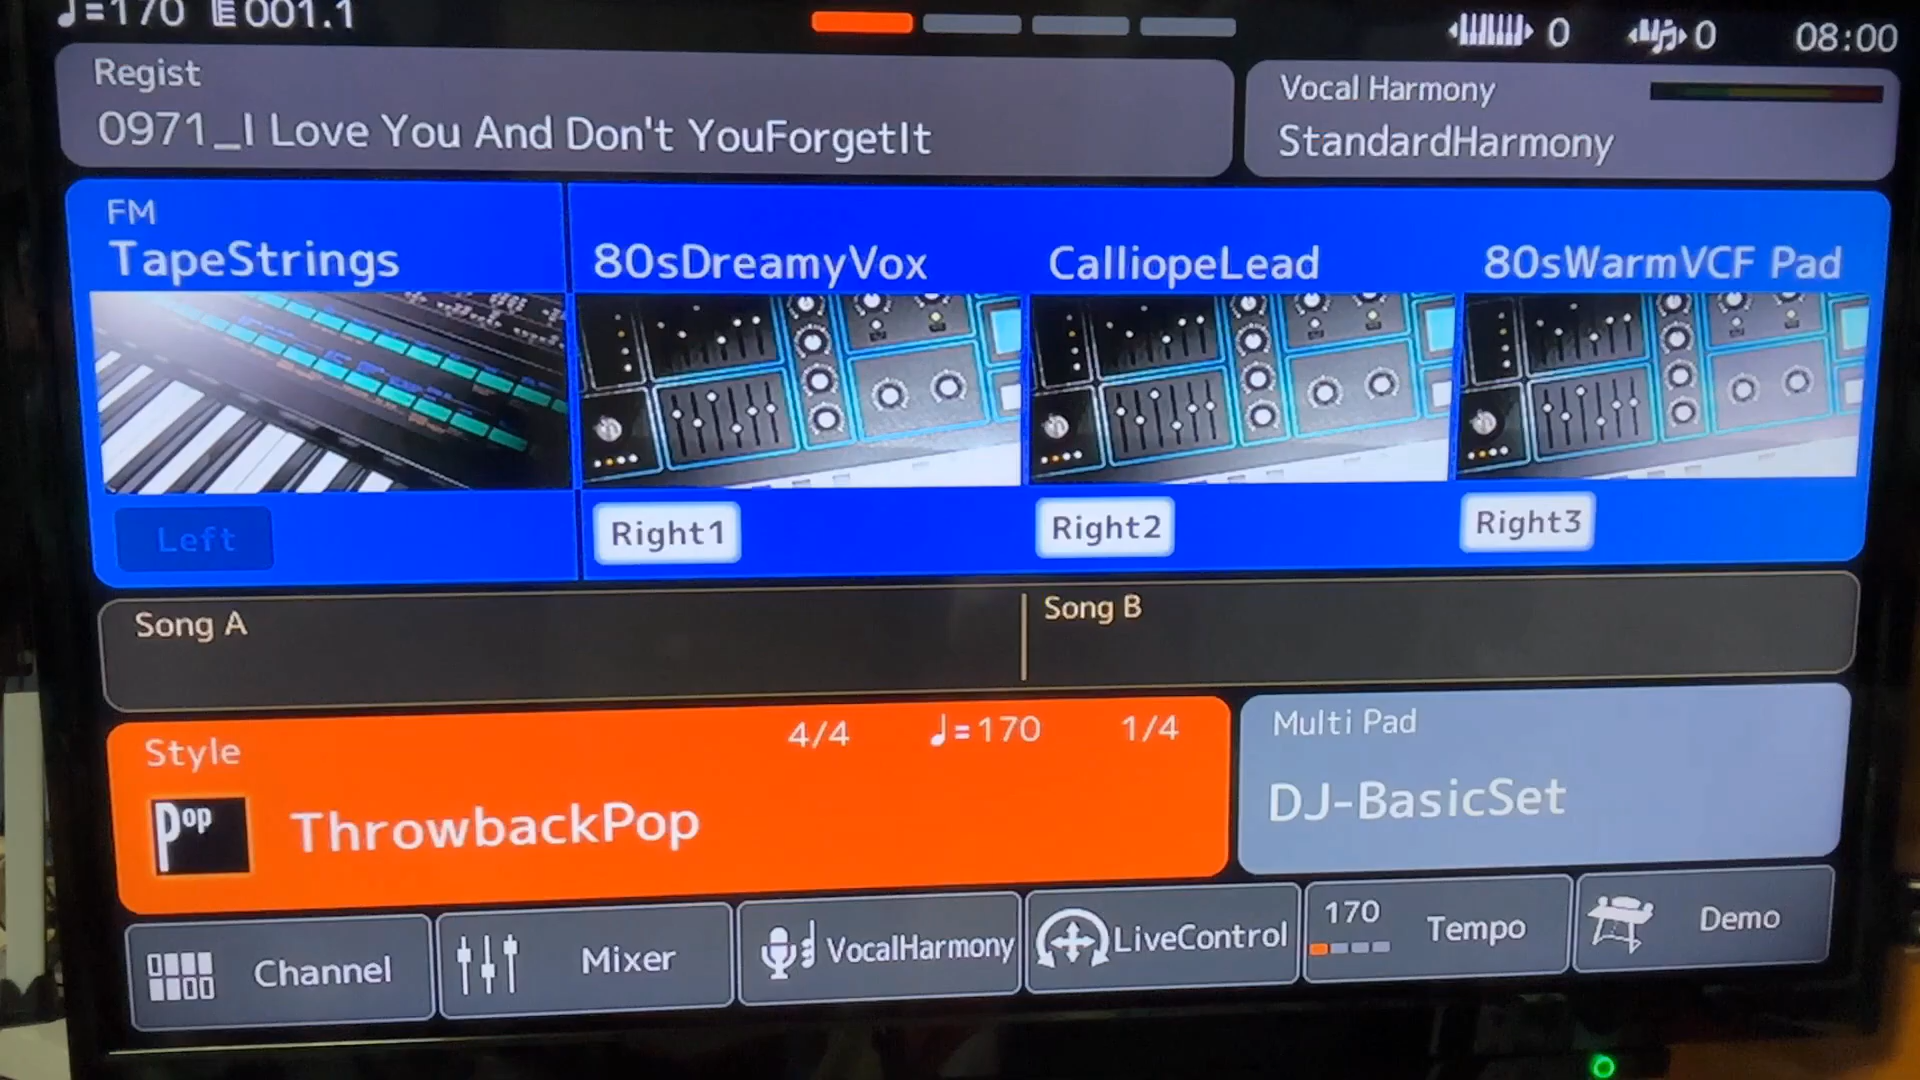 ♩=170 001.1
0 0 08:00
Regist
0971_I Love You And Don't YouForgetIt
Vocal Harmony
StandardHarmony
FM
TapeStrings
80sDreamyVox
CalliopeLead
80sWarmVCF Pad
Left
Right1
Right2
Right3
Song A
Song B
Style 4/4 ♩=170 1/4
Pop
ThrowbackPop
Multi Pad
DJ-BasicSet
Channel
Mixer
VocalHarmony
LiveControl
170
Tempo
Demo